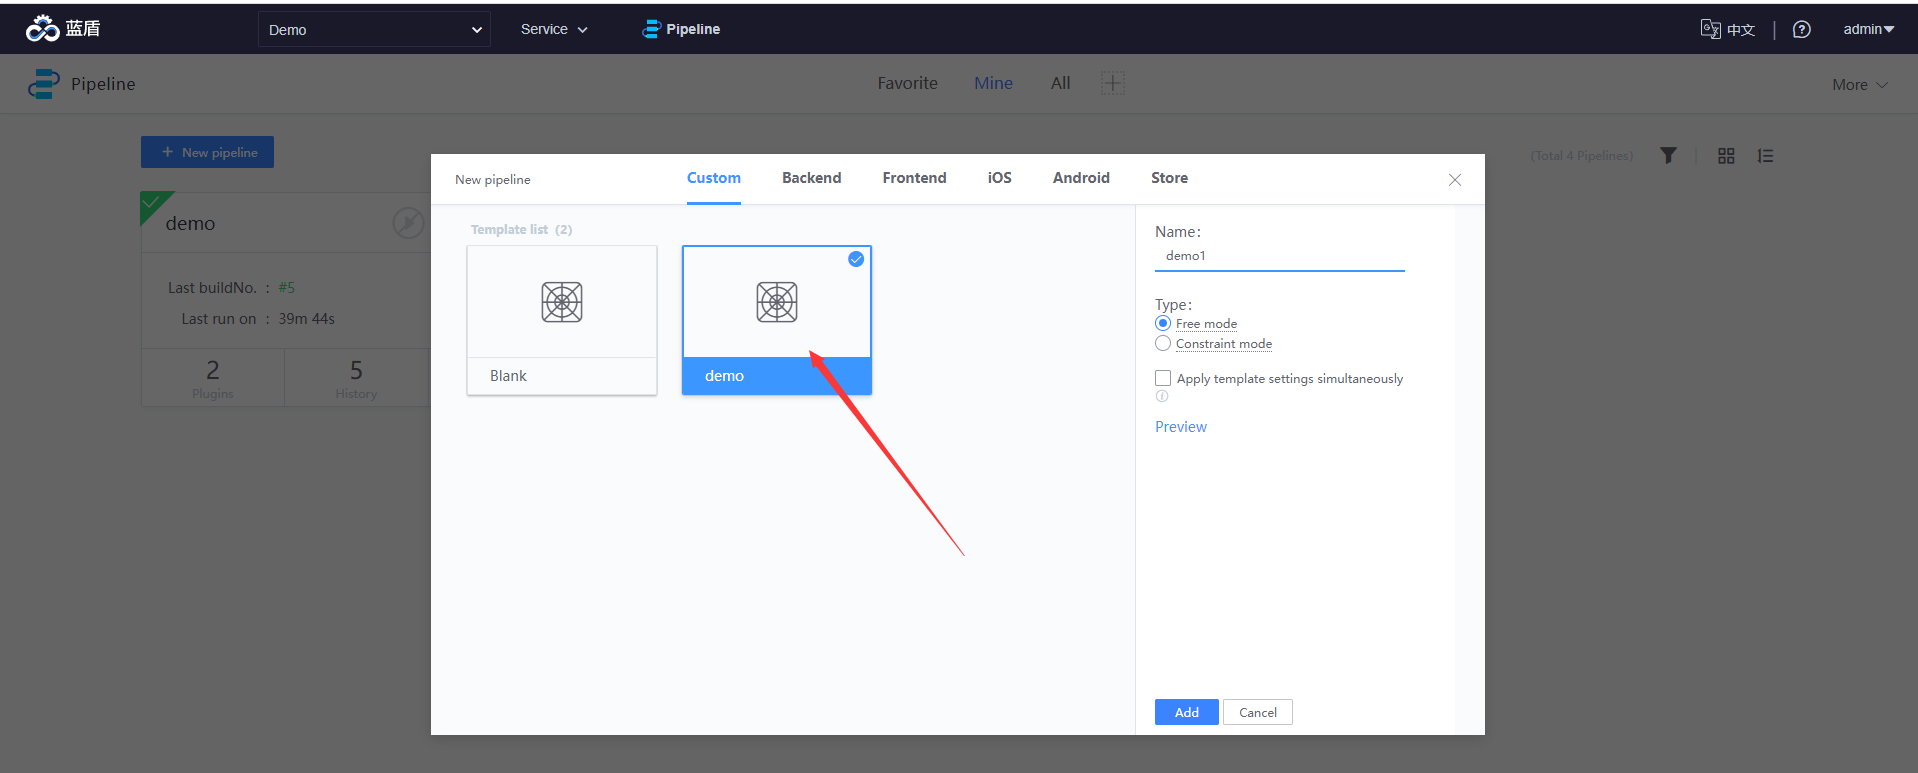 蓝盾
Demo
Service
Pipeline
中文
admin
Pipeline
Favorite
Mine
All
More
+ New pipeline
(Total 4 Pipelines)
demo
Last buildNo. : #5
Last run on : 39m 44s
2
Plugins
5
History
New pipeline
Custom
Backend
Frontend
iOS
Android
Store
Template list (2)
Blank
demo
Name:
demo1
Type:
Free mode
Constraint mode
Apply template settings simultaneously
Preview
Add
Cancel